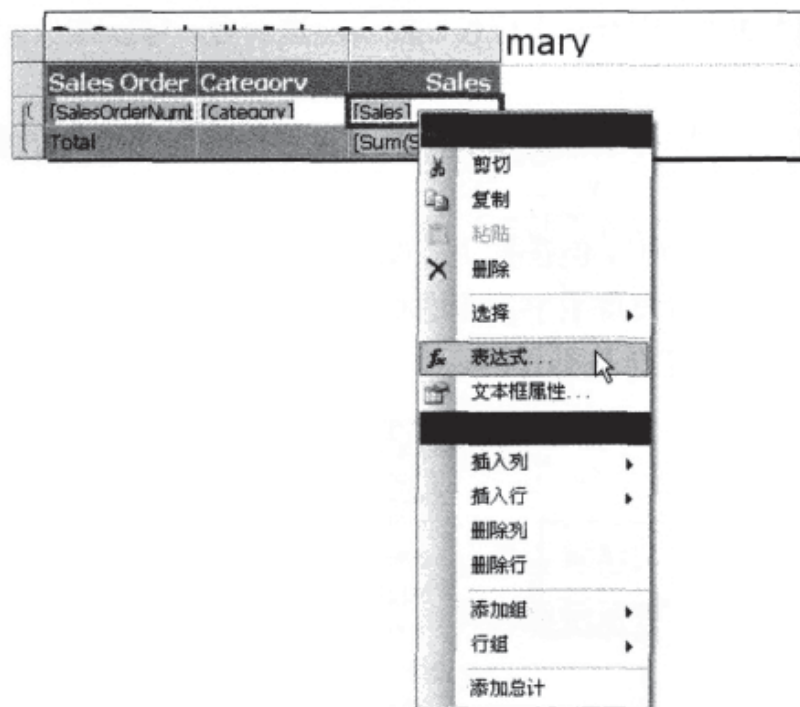 mary
Sales Order Category Sales
[SalesOrderNumb [Category] [Sales]
Total [Sum(S
剪切
复制
粘贴
删除
选择
表达式...
文本框属性...
插入列
插入行
删除列
删除行
添加组
行组
添加总计